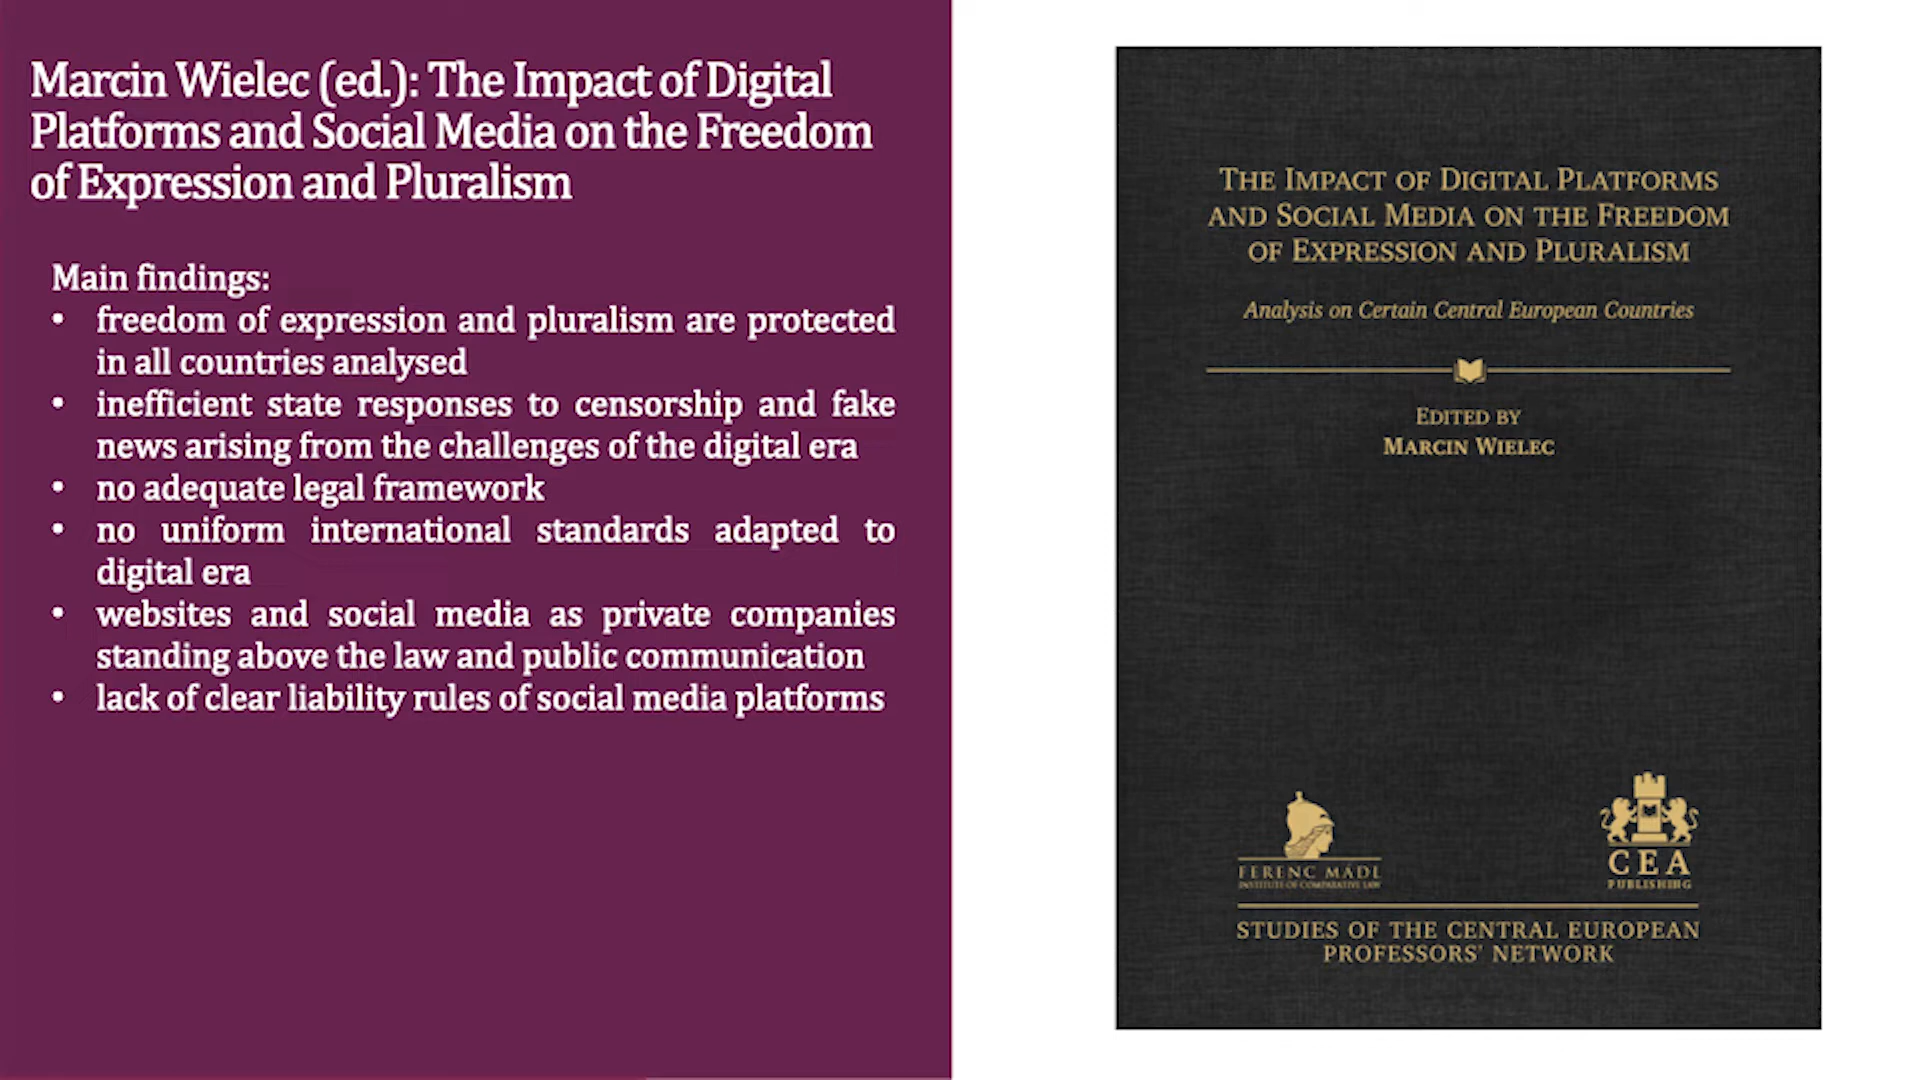 Marcin Wielec (ed.): The Impact of Digital
Platforms and Social Media on the Freedom
of Expression and Pluralism
Main findings:
• freedom of expression and pluralism are protected
in all countries analysed
• inefficient state responses to censorship and fake
news arising from the challenges of the digital era
• no adequate legal framework
• no uniform international standards adapted to
digital era
• websites and social media as private companies
standing above the law and public communication
• lack of clear liability rules of social media platforms
THE IMPACT OF DIGITAL PLATFORMS
AND SOCIAL MEDIA ON THE FREEDOM
OF EXPRESSION AND PLURALISM
Analysis on Certain Central European Countries
EDITED BY
MARCIN WIELEC
FERENC MÁDL
INSTITUTE OF COMPARATIVE LAW
CEA
PUBLISHING
STUDIES OF THE CENTRAL EUROPEAN
PROFESSORS' NETWORK